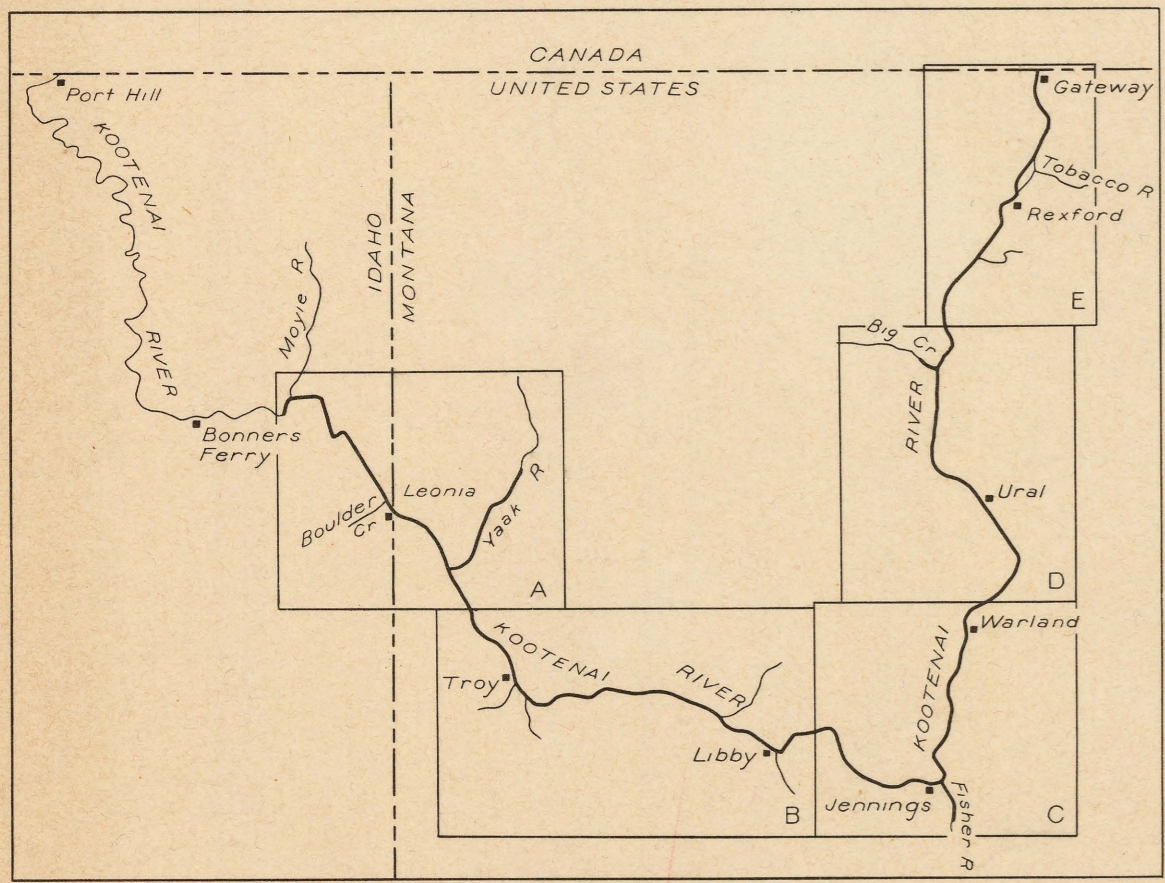 CANADA
UNITED STATES
Port Hill
Gateway
KOOTENAI
Tobacco R
Rexford
IDAHO
MONTANA
Moyie R
E
RIVER
Big Cr
Bonners
Ferry
RIVER
Leonia
Yaak R
Boulder
Cr
Ural
A
D
KOOTENAI
RIVER
Troy
Warland
KOOTENAI
Libby
Jennings
Fisher R
B
C